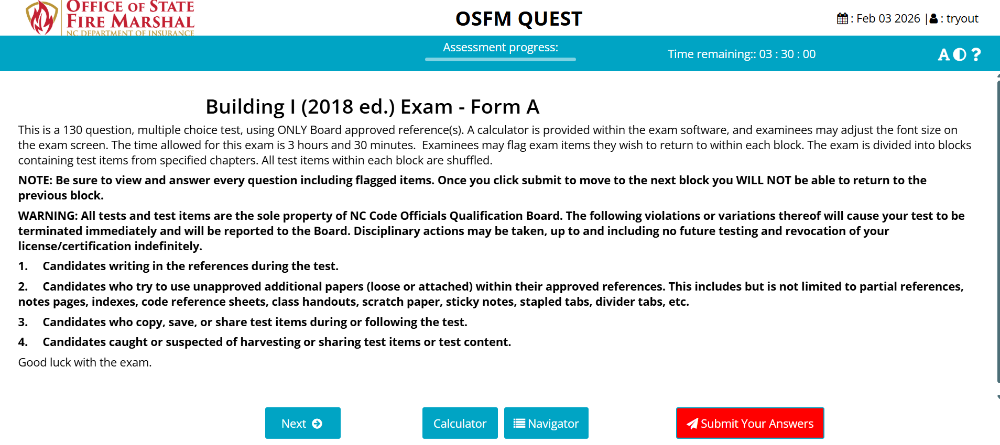 OFFICE OF STATE
FIRE MARSHAL
NC DEPARTMENT OF INSURANCE
OSFM QUEST
: Feb 03 2026 | : tryout
Assessment progress:
Time remaining:: 03 : 30 : 00
A ?
Building I (2018 ed.) Exam - Form A
This is a 130 question, multiple choice test, using ONLY Board approved reference(s). A calculator is provided within the exam software, and examinees may adjust the font size on
the exam screen. The time allowed for this exam is 3 hours and 30 minutes.  Examinees may flag exam items they wish to return to within each block. The exam is divided into blocks
containing test items from specified chapters. All test items within each block are shuffled.
NOTE: Be sure to view and answer every question including flagged items. Once you click submit to move to the next block you WILL NOT be able to return to the
previous block.
WARNING: All tests and test items are the sole property of NC Code Officials Qualification Board. The following violations or variations thereof will cause your test to be
terminated immediately and will be reported to the Board. Disciplinary actions may be taken, up to and including no future testing and revocation of your
license/certification indefinitely.
1. Candidates writing in the references during the test.
2. Candidates who try to use unapproved additional papers (loose or attached) within their approved references. This includes but is not limited to partial references,
notes pages, indexes, code reference sheets, class handouts, scratch paper, sticky notes, stapled tabs, divider tabs, etc.
3. Candidates who copy, save, or share test items during or following the test.
4. Candidates caught or suspected of harvesting or sharing test items or test content.
Good luck with the exam.
Next
Calculator
Navigator
Submit Your Answers